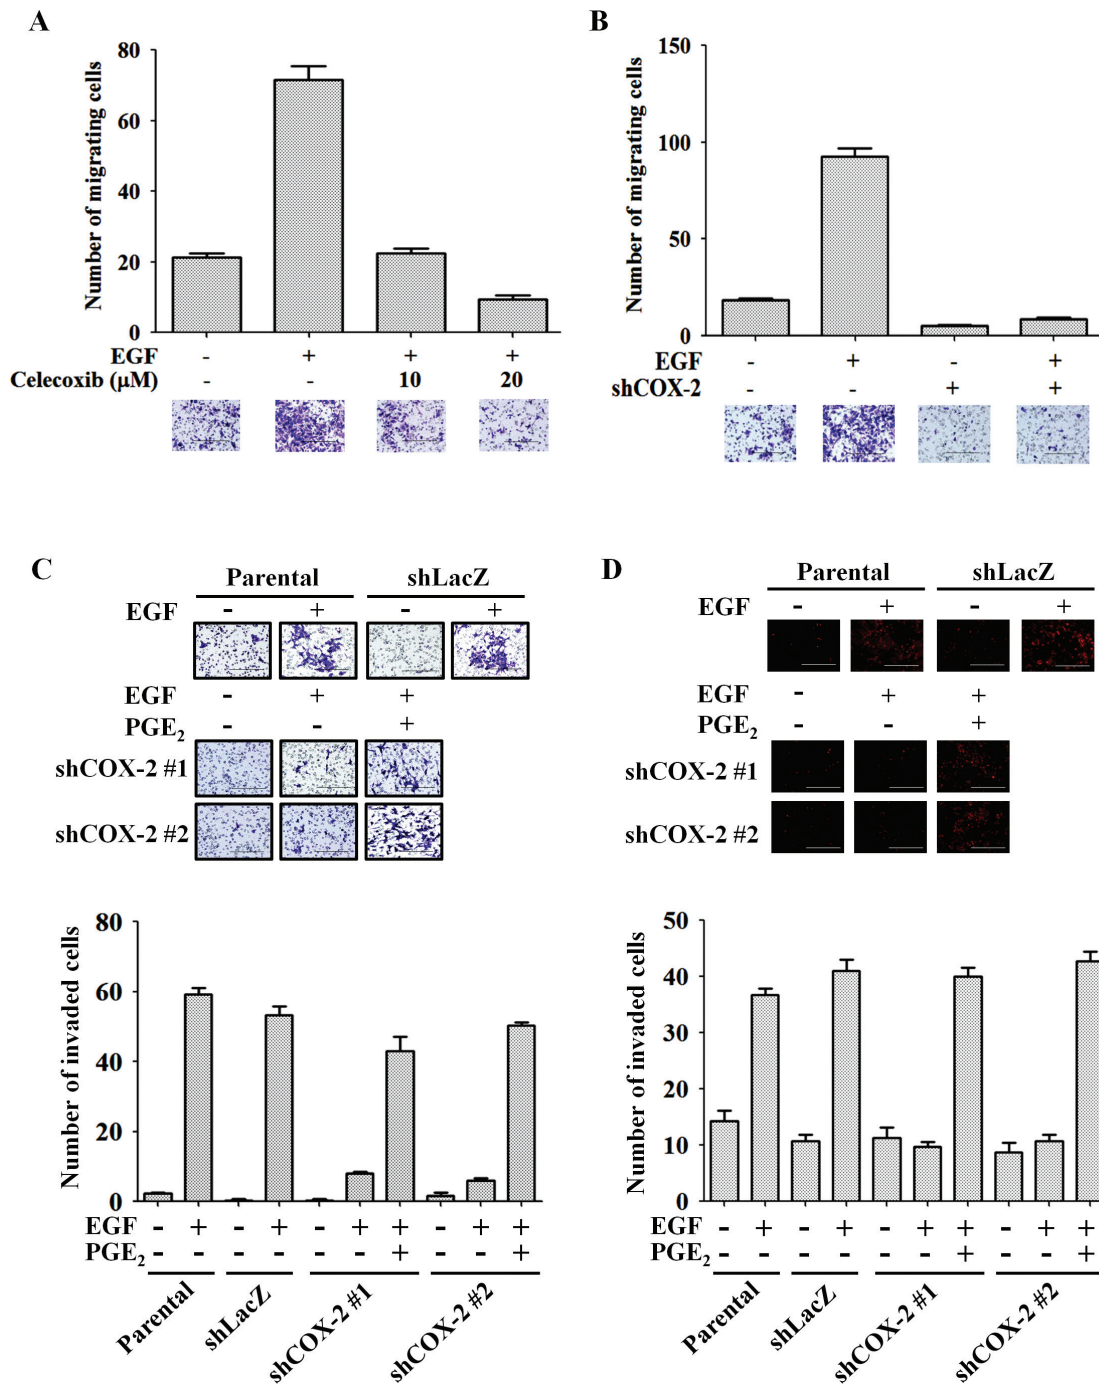 A
Number of migrating cells
80
60
40
20
0
EGF - + + +
Celecoxib (μM) - - 10 20
B
Number of migrating cells
150
100
50
0
EGF - + - +
shCOX-2 - - + +
C
Parental shLacZ
EGF - + - +
EGF - + +
PGE₂ - - +
shCOX-2 #1
shCOX-2 #2
Number of invaded cells
80
60
40
20
0
EGF - + - + - + + - + +
PGE₂ - - - - - - + - - +
Parental
shLacZ
shCOX-2 #1
shCOX-2 #2
D
Parental shLacZ
EGF - + - +
EGF - + +
PGE₂ - - +
shCOX-2 #1
shCOX-2 #2
Number of invaded cells
50
40
30
20
10
0
EGF - + - + - + + - + +
PGE₂ - - - - - - + - - +
Parental
shLacZ
shCOX-2 #1
shCOX-2 #2